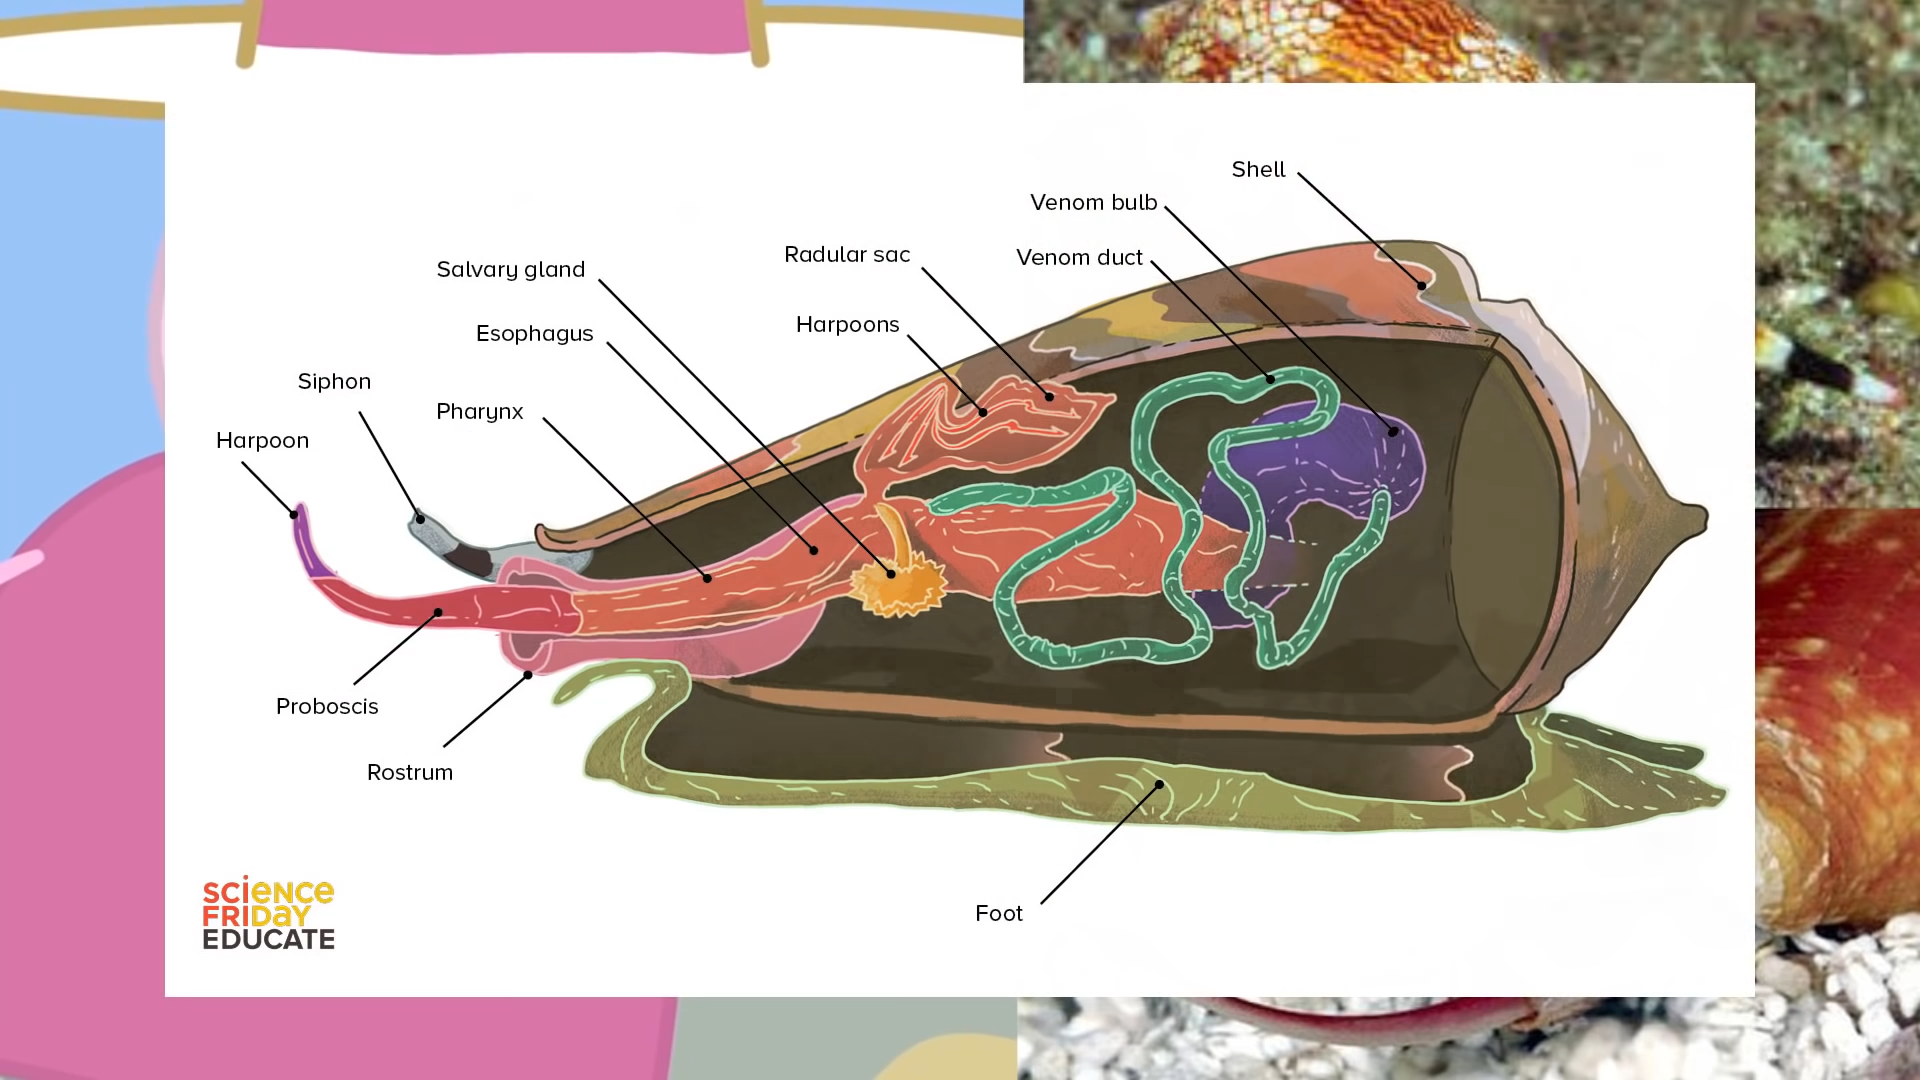 Shell
Venom bulb
Venom duct
Radular sac
Salvary gland
Harpoons
Esophagus
Siphon
Pharynx
Harpoon
Proboscis
Rostrum
Foot
SCIENCE
FRIDAY
EDUCATE